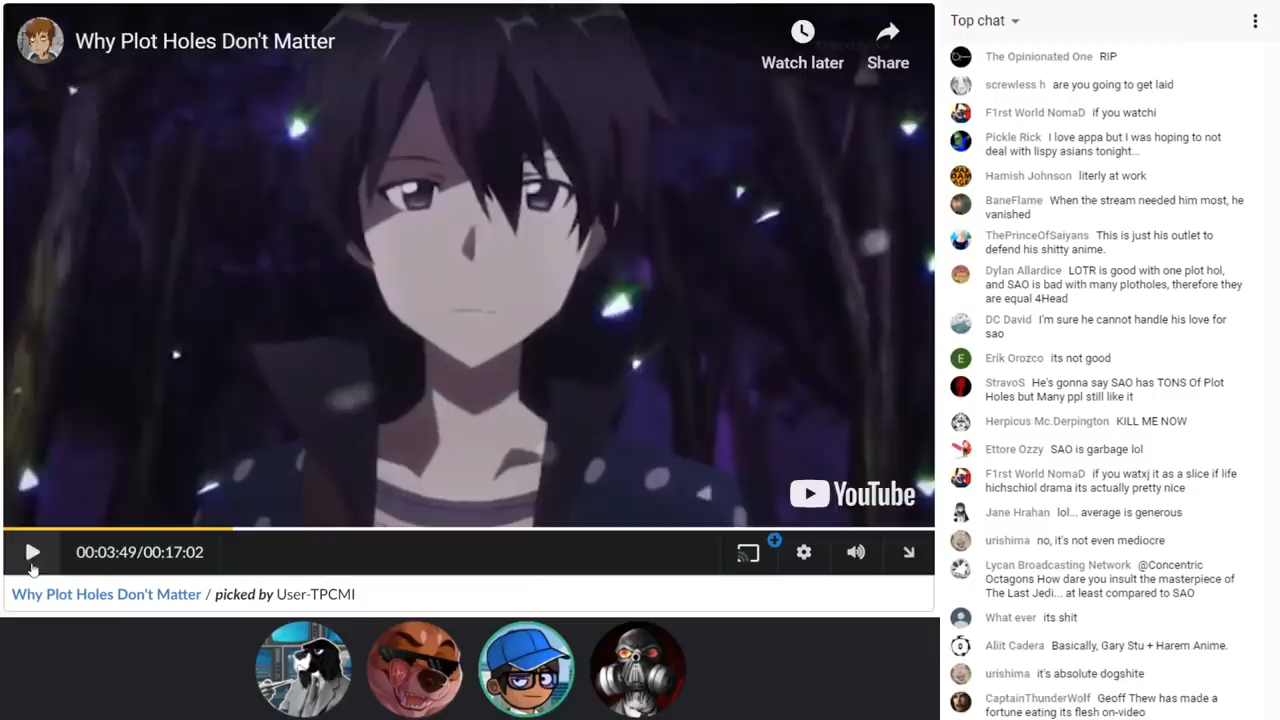 Why Plot Holes Don't Matter
Watch later
Share
YouTube
00:03:49/00:17:02
Why Plot Holes Don't Matter / picked by User-TPCMI
Top chat
The Opinionated One RIP
screwless h are you going to get laid
F1rst World NomaD if you watchi
Pickle Rick I love appa but I was hoping to not
deal with lispy asians tonight...
Hamish Johnson literly at work
BaneFlame When the stream needed him most, he
vanished
ThePrinceOfSaiyans This is just his outlet to
defend his shitty anime.
Dylan Allardice LOTR is good with one plot hol,
and SAO is bad with many plotholes, therefore they
are equal 4Head
DC David I'm sure he cannot handle his love for
sao
E
Erik Orozco its not good
StravoS He's gonna say SAO has TONS Of Plot
Holes but Many ppl still like it
Herpicus Mc.Derpington KILL ME NOW
Ettore Ozzy SAO is garbage lol
F1rst World NomaD if you watxj it as a slice if life
hichschiol drama its actually pretty nice
Jane Hrahan lol... average is generous
urishima no, it's not even mediocre
Lycan Broadcasting Network @Concentric
Octagons How dare you insult the masterpiece of
The Last Jedi... at least compared to SAO
What ever its shit
Aliit Cadera Basically, Gary Stu + Harem Anime.
urishima it's absolute dogshite
CaptainThunderWolf Geoff Thew has made a
fortune eating its flesh on-video